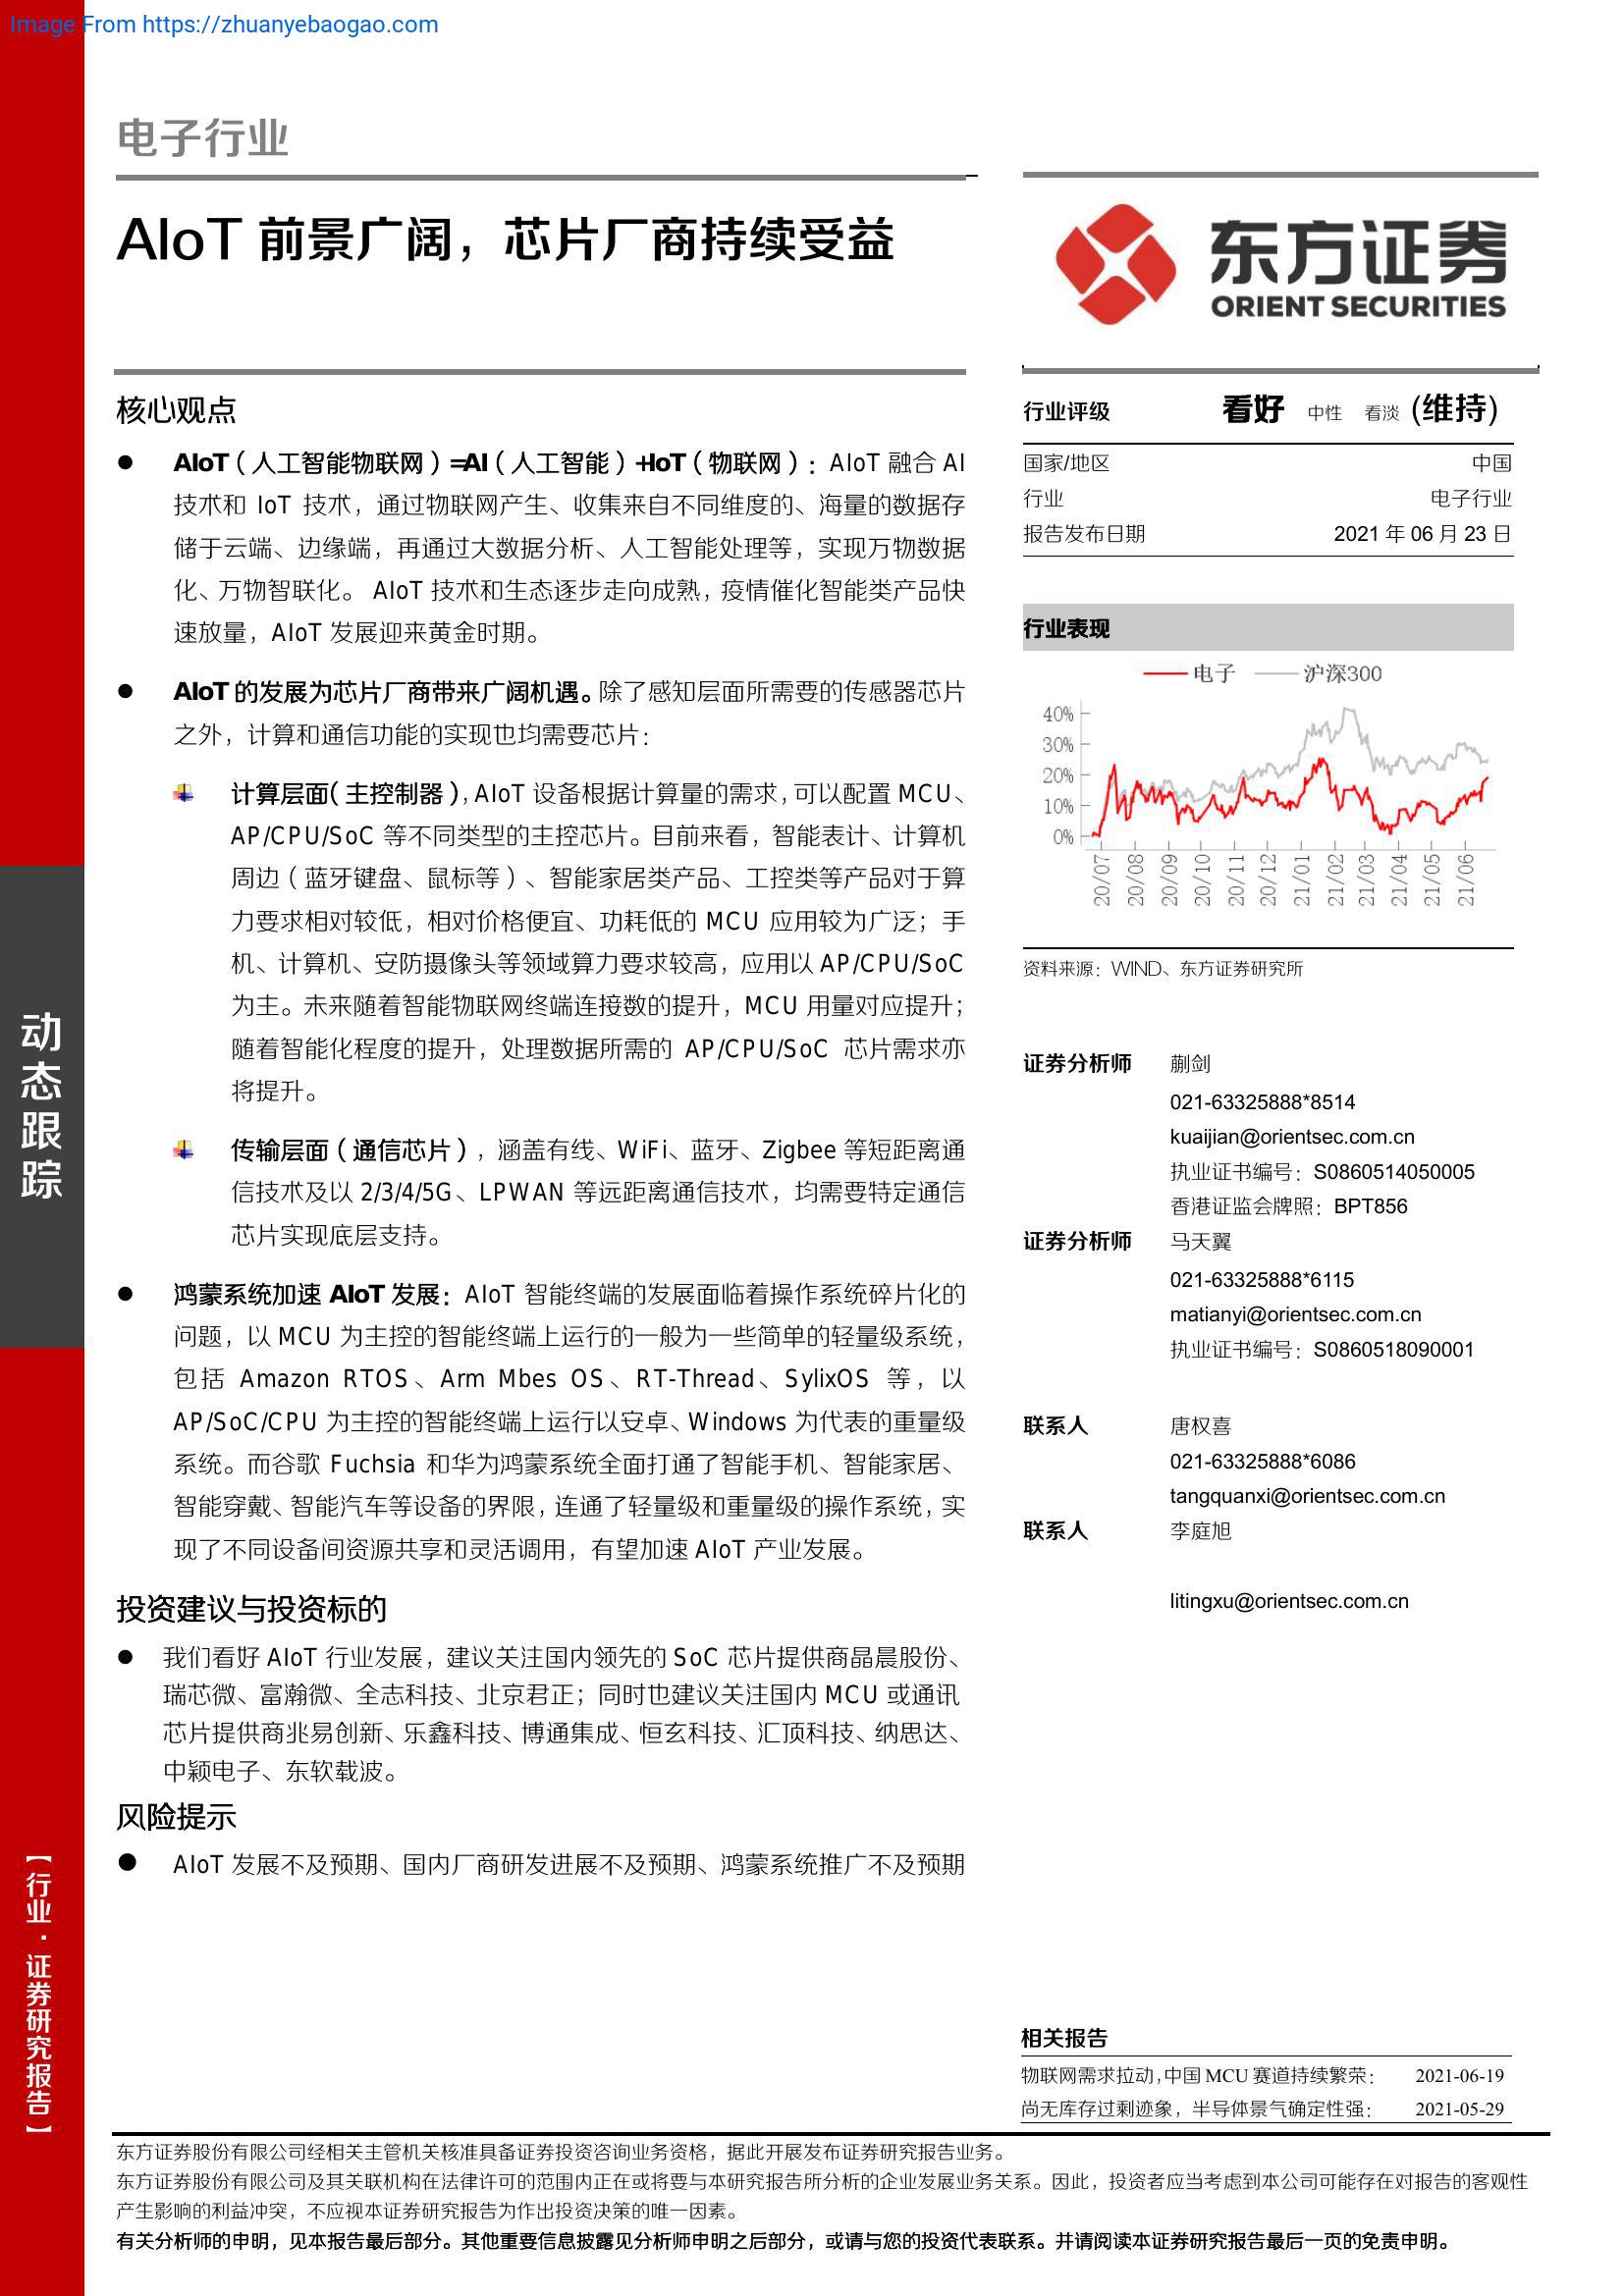 Image From https://zhuanyebaogao.com
电子行业
AIoT 前景广阔，芯片厂商持续受益
东方证券
ORIENT SECURITIES
核心观点
● AIoT（人工智能物联网）=AI（人工智能）+IoT（物联网）：AIoT 融合 AI
技术和 IoT 技术，通过物联网产生、收集来自不同维度的、海量的数据存
储于云端、边缘端，再通过大数据分析、人工智能处理等，实现万物数据
化、万物智联化。 AIoT 技术和生态逐步走向成熟，疫情催化智能类产品快
速放量，AIoT 发展迎来黄金时期。
● AIoT 的发展为芯片厂商带来广阔机遇。除了感知层面所需要的传感器芯片
之外，计算和通信功能的实现也均需要芯片：
计算层面（主控制器），AIoT 设备根据计算量的需求，可以配置 MCU、
AP/CPU/SoC 等不同类型的主控芯片。目前来看，智能表计、计算机
周边（蓝牙键盘、鼠标等）、智能家居类产品、工控类等产品对于算
力要求相对较低，相对价格便宜、功耗低的 MCU 应用较为广泛；手
机、计算机、安防摄像头等领域算力要求较高，应用以 AP/CPU/SoC
为主。未来随着智能物联网终端连接数的提升，MCU 用量对应提升；
随着智能化程度的提升，处理数据所需的 AP/CPU/SoC 芯片需求亦
将提升。
传输层面（通信芯片），涵盖有线、WiFi、蓝牙、Zigbee 等短距离通
信技术及以 2/3/4/5G、LPWAN 等远距离通信技术，均需要特定通信
芯片实现底层支持。
● 鸿蒙系统加速 AIoT 发展：AIoT 智能终端的发展面临着操作系统碎片化的
问题，以 MCU 为主控的智能终端上运行的一般为一些简单的轻量级系统，
包括 Amazon RTOS、Arm Mbes OS、RT-Thread、SylixOS 等，以
AP/SoC/CPU 为主控的智能终端上运行以安卓、Windows 为代表的重量级
系统。而谷歌 Fuchsia 和华为鸿蒙系统全面打通了智能手机、智能家居、
智能穿戴、智能汽车等设备的界限，连通了轻量级和重量级的操作系统，实
现了不同设备间资源共享和灵活调用，有望加速 AIoT 产业发展。
投资建议与投资标的
● 我们看好 AIoT 行业发展，建议关注国内领先的 SoC 芯片提供商晶晨股份、
瑞芯微、富瀚微、全志科技、北京君正；同时也建议关注国内 MCU 或通讯
芯片提供商兆易创新、乐鑫科技、博通集成、恒玄科技、汇顶科技、纳思达、
中颖电子、东软载波。
风险提示
● AIoT 发展不及预期、国内厂商研发进展不及预期、鸿蒙系统推广不及预期
行业评级 看好 中性 看淡 (维持)
国家/地区 中国
行业 电子行业
报告发布日期 2021 年 06 月 23 日
行业表现
电子 沪深300
40%
30%
20%
10%
0%
20/07 20/08 20/09 20/10 20/11 20/12 21/01 21/02 21/03 21/04 21/05 21/06
资料来源：WIND、东方证券研究所
证券分析师 蒯剑
021-63325888*8514
kuaijian@orientsec.com.cn
执业证书编号：S0860514050005
香港证监会牌照：BPT856
证券分析师 马天翼
021-63325888*6115
matianyi@orientsec.com.cn
执业证书编号：S0860518090001
联系人 唐权喜
021-63325888*6086
tangquanxi@orientsec.com.cn
联系人 李庭旭
litingxu@orientsec.com.cn
相关报告
物联网需求拉动，中国 MCU 赛道持续繁荣： 2021-06-19
尚无库存过剩迹象，半导体景气确定性强： 2021-05-29
动态跟踪
【行业·证券研究报告】
东方证券股份有限公司经相关主管机关核准具备证券投资咨询业务资格，据此开展发布证券研究报告业务。
东方证券股份有限公司及其关联机构在法律许可的范围内正在或将要与本研究报告所分析的企业发展业务关系。因此，投资者应当考虑到本公司可能存在对报告的客观性
产生影响的利益冲突，不应视本证券研究报告为作出投资决策的唯一因素。
有关分析师的申明，见本报告最后部分。其他重要信息披露见分析师申明之后部分，或请与您的投资代表联系。并请阅读本证券研究报告最后一页的免责申明。